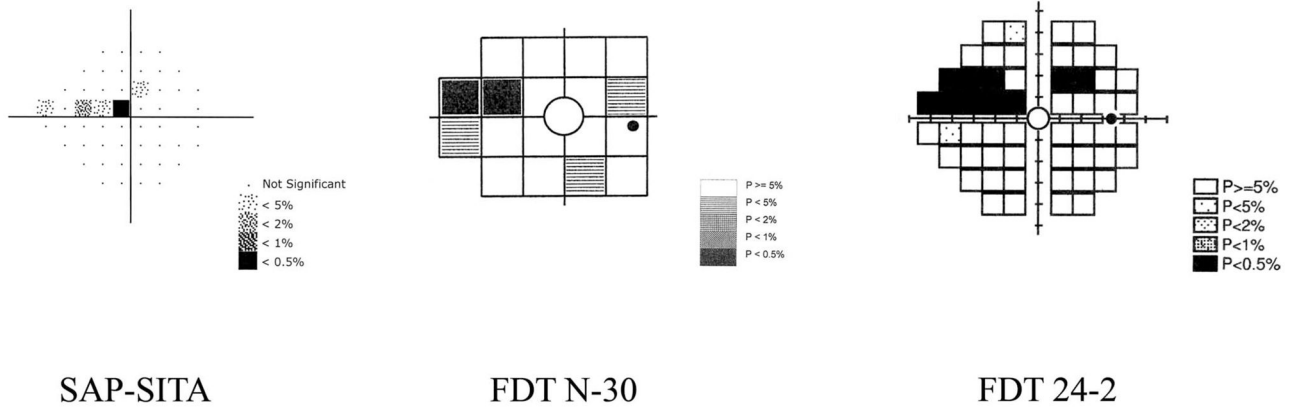 Not Significant
< 5%
< 2%
< 1%
< 0.5%
P >= 5%
P < 5%
P < 2%
P < 1%
P < 0.5%
P>=5%
P<5%
P<2%
P<1%
P<0.5%
SAP-SITA
FDT N-30
FDT 24-2